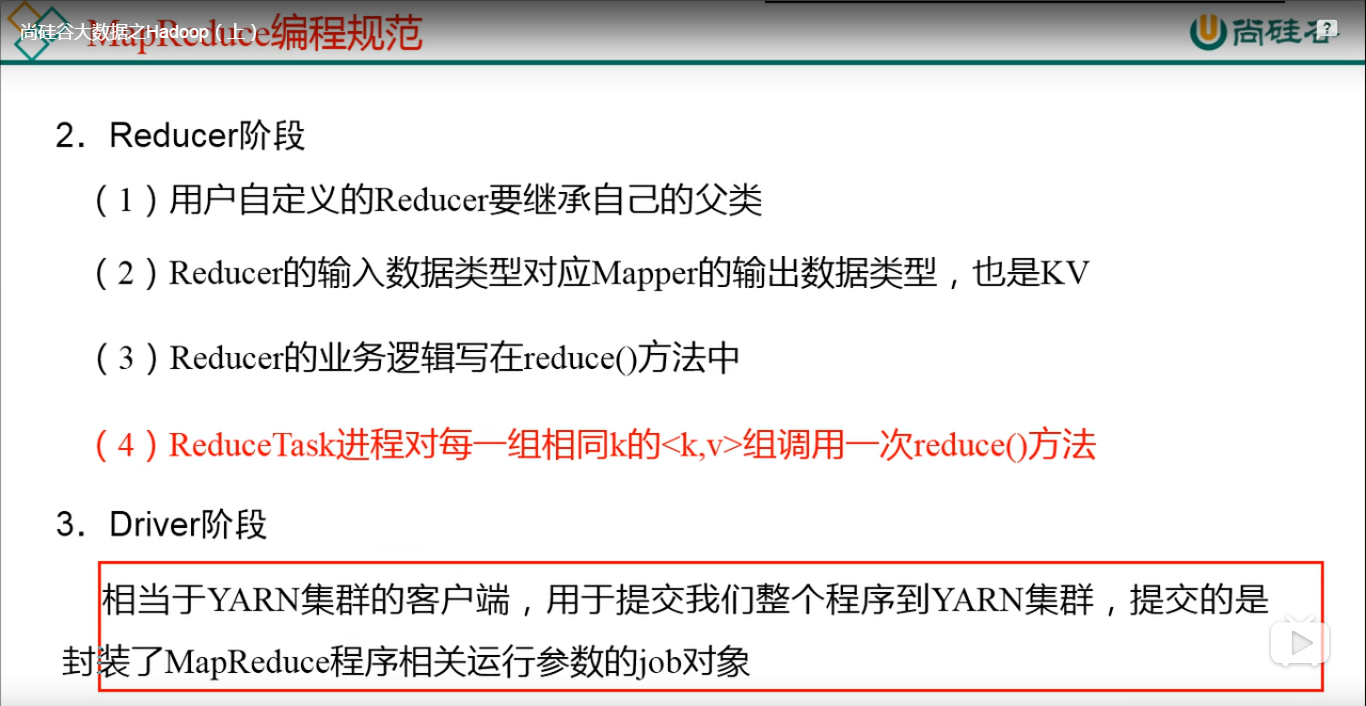 尚硅谷大数据之Hadoop（上）
MapReduce编程规范
尚硅谷
?
2．Reducer阶段
（1）用户自定义的Reducer要继承自己的父类
（2）Reducer的输入数据类型对应Mapper的输出数据类型，也是KV
（3）Reducer的业务逻辑写在reduce()方法中
（4）ReduceTask进程对每一组相同k的<k,v>组调用一次reduce()方法
3．Driver阶段
相当于YARN集群的客户端，用于提交我们整个程序到YARN集群，提交的是
封装了MapReduce程序相关运行参数的job对象